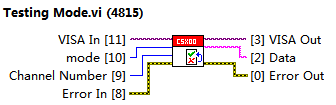 Testing Mode.vi (4815)
VISA In [11] CSX00 [3] VISA Out
mode [10] [2] Data
Channel Number [9] [0] Error Out
Error In [8]